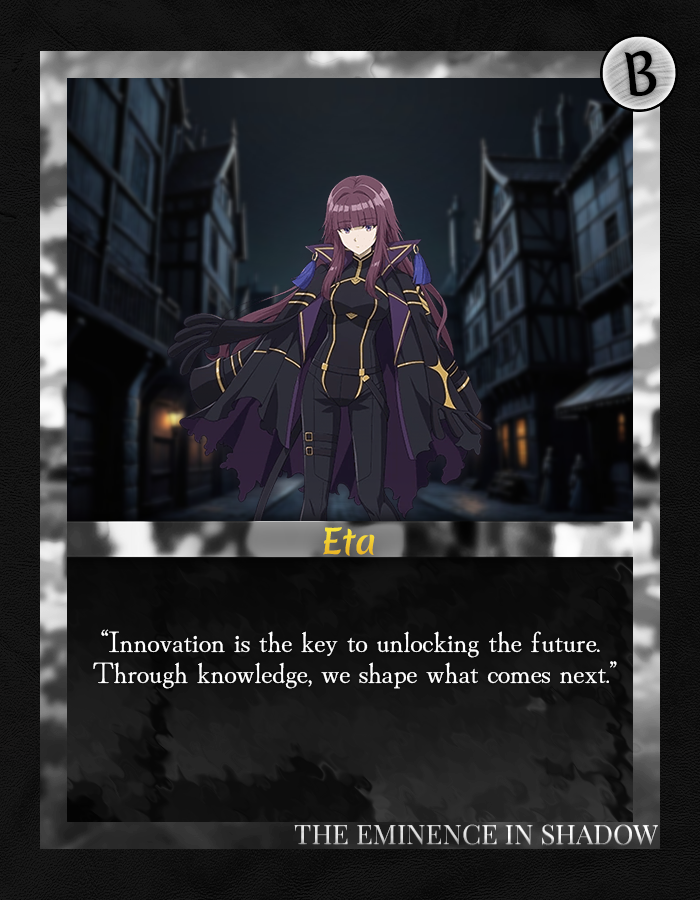 B
Eta
“Innovation is the key to unlocking the future.
Through knowledge, we shape what comes next.”
THE EMINENCE IN SHADOW